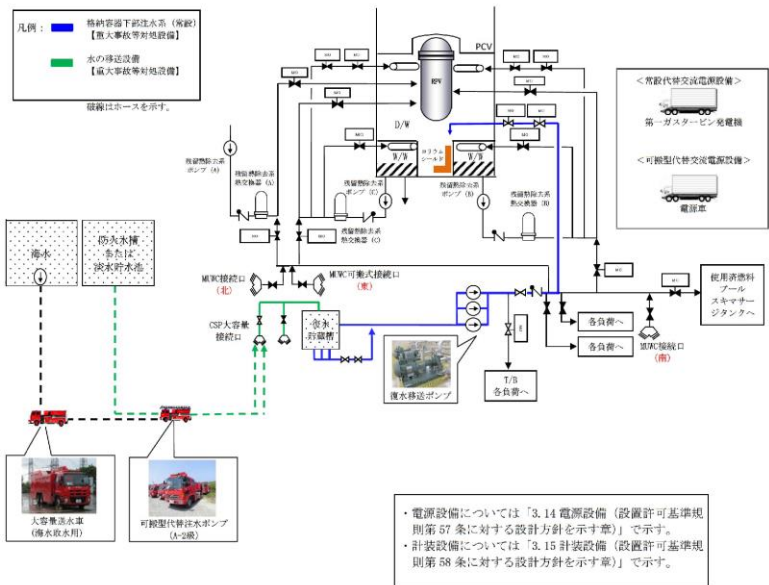 凡例：
格納容器下部注水系（常設）
【重大事故等対処設備】
水の移送設備
【重大事故等対処設備】
破線はホースを示す。
PCV
RPV
D/W
W/W
コリウム
シールド
W/W
MO
MO
MO
MO
MO
MO
MO
MO
MO
MO
MO
残留熱除去系
ポンプ（A）
残留熱除去系
熱交換器（A）
残留熱除去系
ポンプ（C）
残留熱除去系
熱交換器（C）
残留熱除去系
ポンプ（B）
残留熱除去系
熱交換器（B）
＜常設代替交流電源設備＞
第一ガスタービン発電機
＜可搬型代替交流電源設備＞
電源車
海水
防火水槽
または
淡水貯水池
MUWC接続口
（北）
MUWC可搬式接続口
（東）
CSP大容量
接続口
復水
貯蔵槽
復水移送ポンプ
T/B
各負荷へ
各負荷へ
各負荷へ
MUWC接続口
（南）
使用済燃料
プール
スキマサー
ジタンクへ
大容量送水車
（海水取水用）
可搬型代替注水ポンプ
（A-2級）
・電源設備については「3.14 電源設備（設置許可基準規
則第 57 条に対する設計方針を示す章）」で示す。
・計装設備については「3.15 計装設備（設置許可基準規
則第 58 条に対する設計方針を示す章）」で示す。